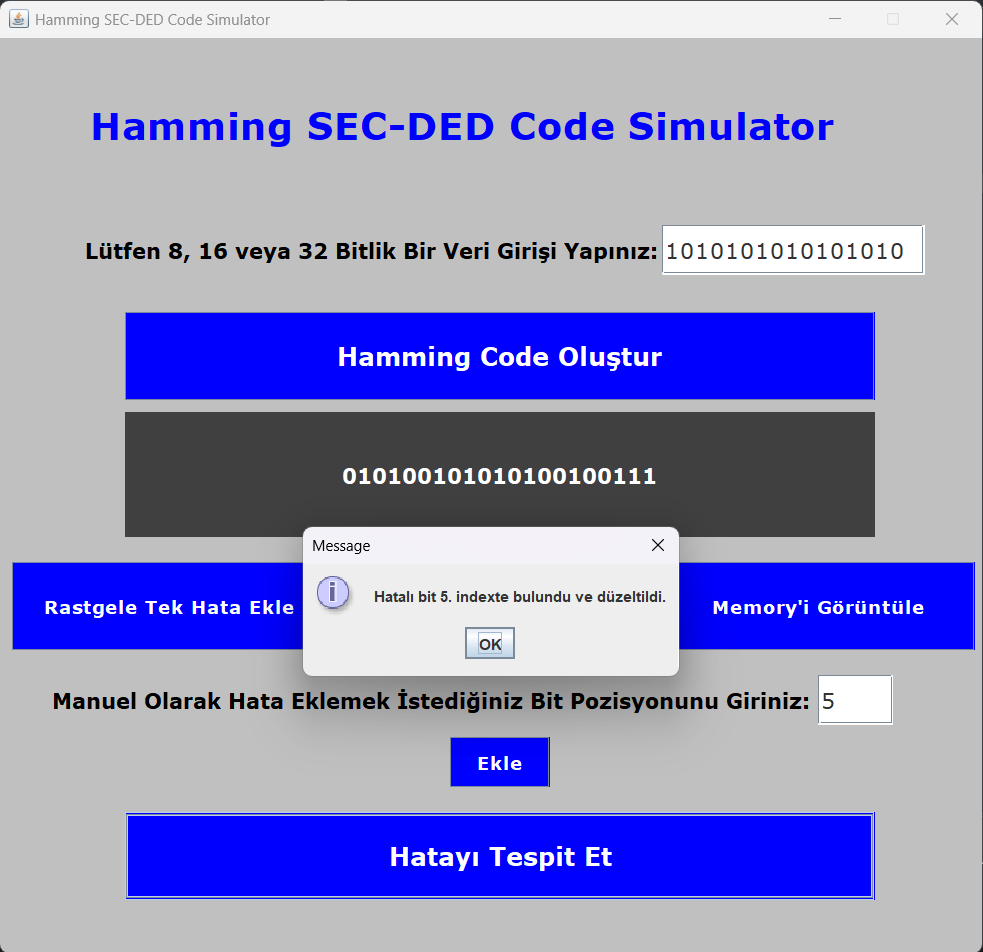 Hamming SEC-DED Code Simulator
Hamming SEC-DED Code Simulator
Lütfen 8, 16 veya 32 Bitlik Bir Veri Girişi Yapınız: 1010101010101010
Hamming Code Oluştur
0101001010101001001​11
Message
Hatalı bit 5. indexte bulundu ve düzeltildi.
OK
Rastgele Tek Hata Ekle
Memory'i Görüntüle
Manuel Olarak Hata Eklemek İstediğiniz Bit Pozisyonunu Giriniz: 5
Ekle
Hatayı Tespit Et